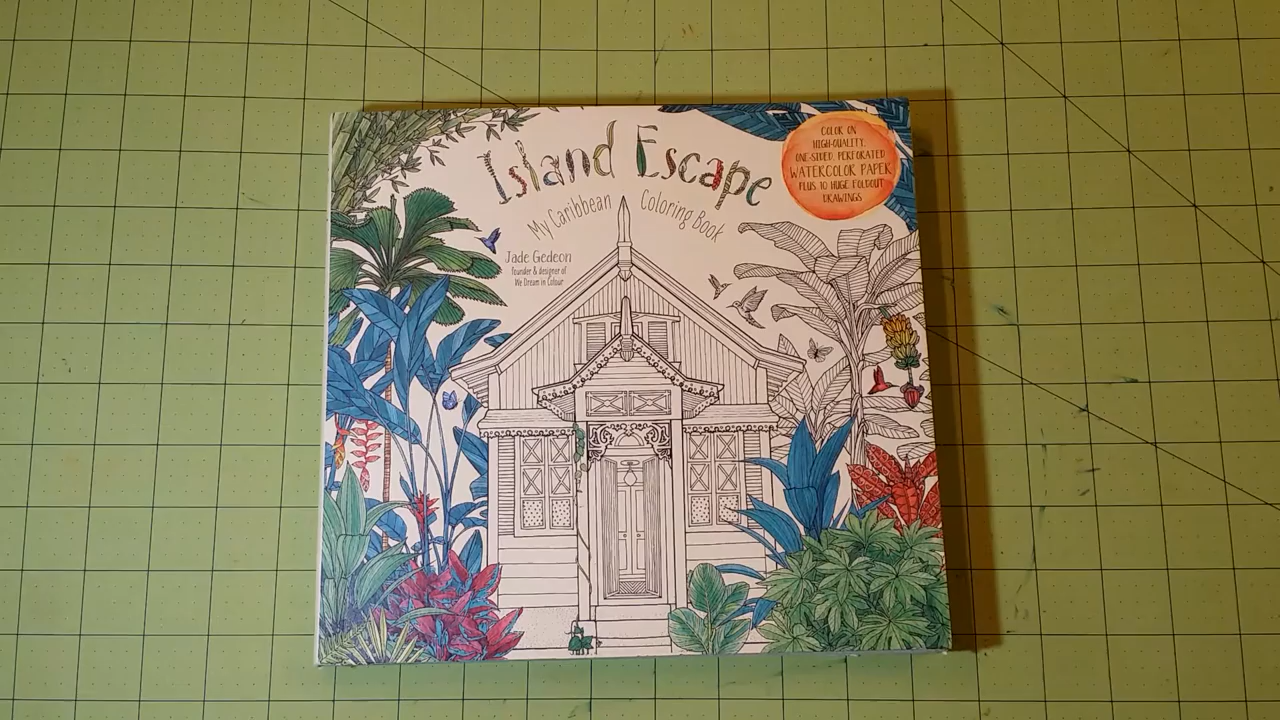 Island Escape
My Caribbean Coloring Book
Jade Gedeon
founder & designer of
We Dream in Colour
COLOR ON
HIGH-QUALITY,
ONE-SIDED, PERFORATED
WATERCOLOR PAPER
PLUS 10 HUGE FOLDOUT
DRAWINGS